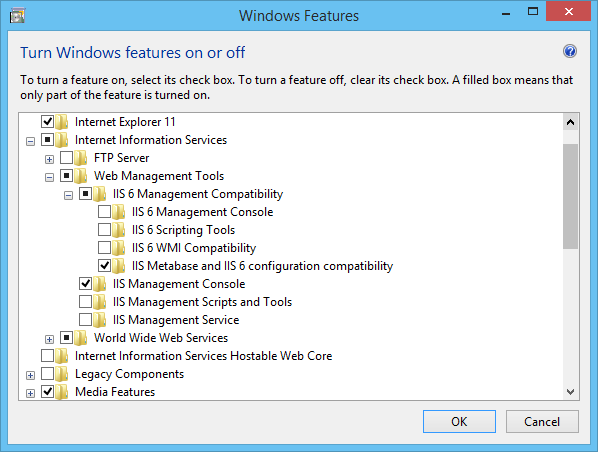 Windows Features
Turn Windows features on or off
To turn a feature on, select its check box. To turn a feature off, clear its check box. A filled box means that
only part of the feature is turned on.
Internet Explorer 11
Internet Information Services
FTP Server
Web Management Tools
IIS 6 Management Compatibility
IIS 6 Management Console
IIS 6 Scripting Tools
IIS 6 WMI Compatibility
IIS Metabase and IIS 6 configuration compatibility
IIS Management Console
IIS Management Scripts and Tools
IIS Management Service
World Wide Web Services
Internet Information Services Hostable Web Core
Legacy Components
Media Features
OK
Cancel